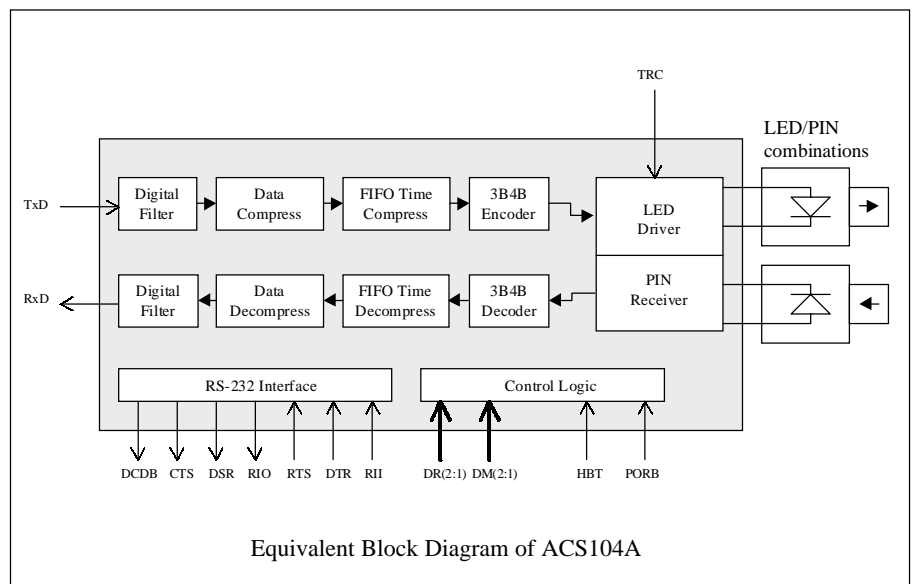 TRC
LED/PIN
combinations
TxD
Digital
Filter
Data
Compress
FIFO Time
Compress
3B4B
Encoder
LED
Driver
RxD
Digital
Filter
Data
Decompress
FIFO Time
Decompress
3B4B
Decoder
PIN
Receiver
RS-232 Interface
Control Logic
DCDB CTS DSR RIO RTS DTR RII DR(2:1) DM(2:1) HBT PORB
Equivalent Block Diagram of ACS104A